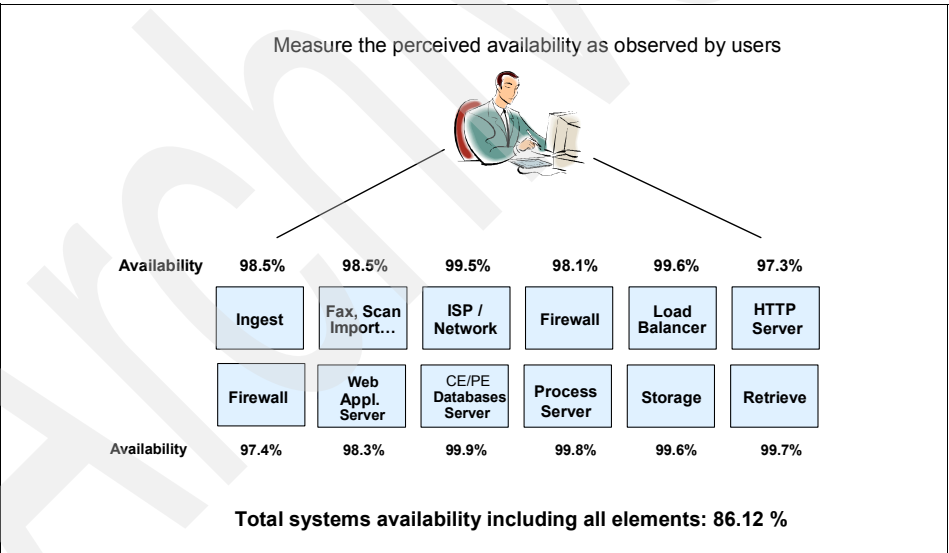 Measure the perceived availability as observed by users
Availability 98.5% 98.5% 99.5% 98.1% 99.6% 97.3%
Ingest
Fax, Scan
Import…
ISP /
Network
Firewall
Load
Balancer
HTTP
Server
Firewall
Web
Appl.
Server
CE/PE
Databases
Server
Process
Server
Storage
Retrieve
Availability 97.4% 98.3% 99.9% 99.8% 99.6% 99.7%
Total systems availability including all elements: 86.12 %